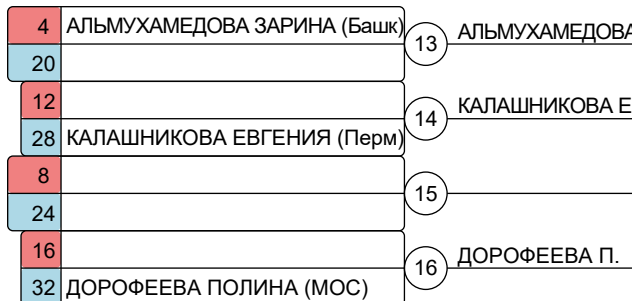 4 АЛЬМУХАМЕДОВА ЗАРИНА (Башк)
13 АЛЬМУХАМЕДОВА
20
12
14 КАЛАШНИКОВА Е
28 КАЛАШНИКОВА ЕВГЕНИЯ (Перм)
8
15
24
16
16 ДОРОФЕЕВА П.
32 ДОРОФЕЕВА ПОЛИНА (МОС)